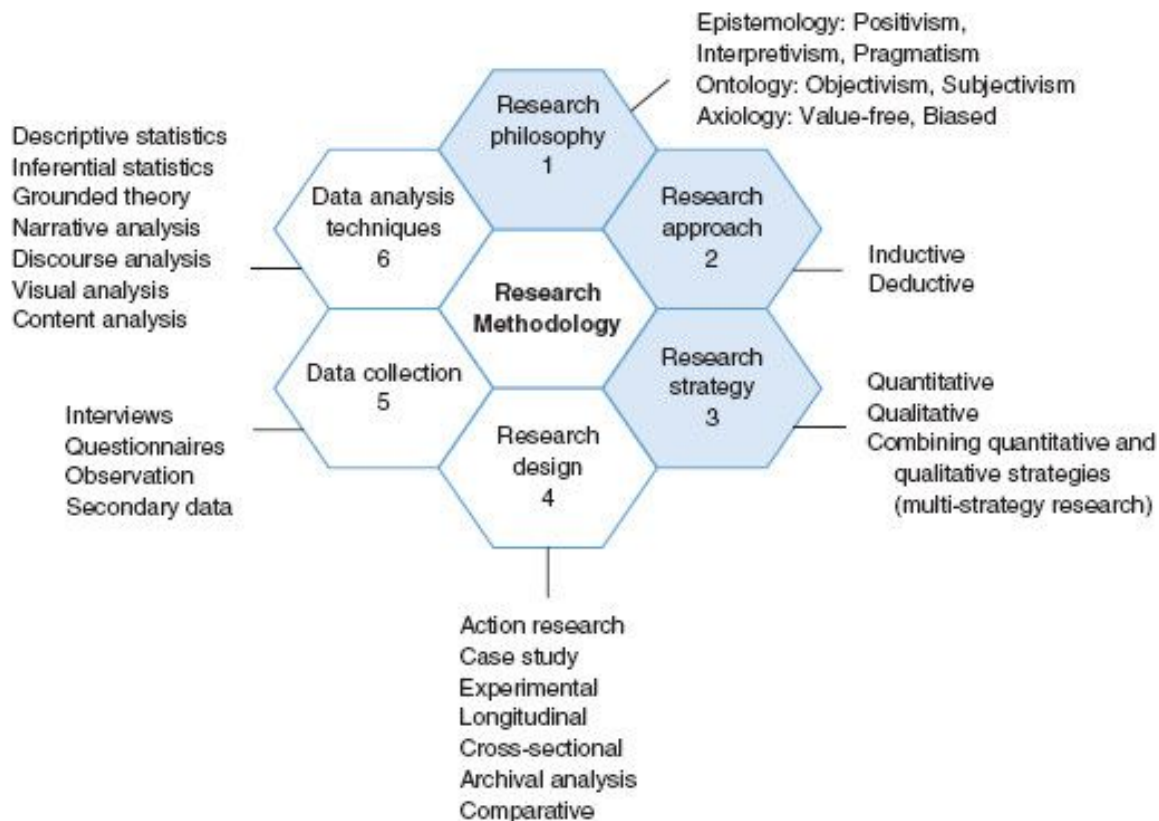 Epistemology: Positivism,
Interpretivism, Pragmatism
Ontology: Objectivism, Subjectivism
Axiology: Value-free, Biased
Research
philosophy
1
Research
approach
2
Inductive
Deductive
Research
strategy
3
Quantitative
Qualitative
Combining quantitative and
qualitative strategies
(multi-strategy research)
Research
design
4
Action research
Case study
Experimental
Longitudinal
Cross-sectional
Archival analysis
Comparative
Data collection
5
Interviews
Questionnaires
Observation
Secondary data
Data analysis
techniques
6
Descriptive statistics
Inferential statistics
Grounded theory
Narrative analysis
Discourse analysis
Visual analysis
Content analysis
Research
Methodology